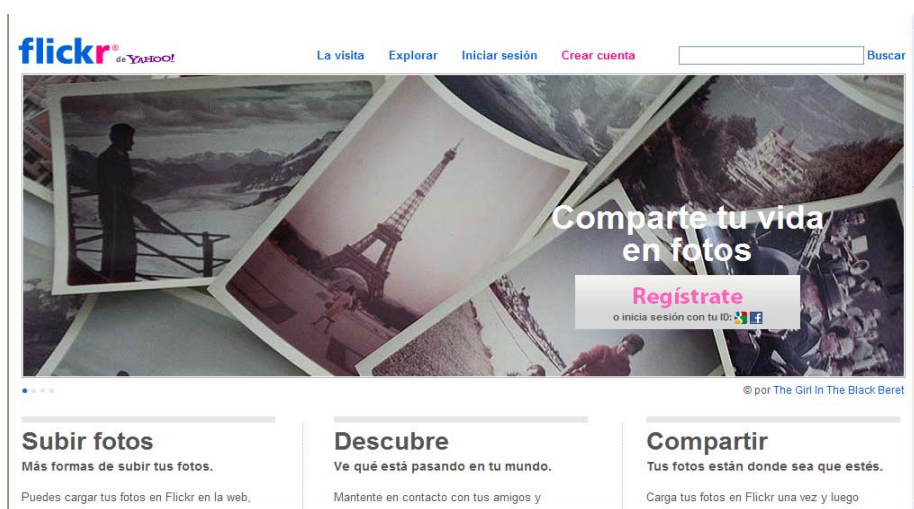 flickr® de YAHOO!
La visita Explorar Iniciar sesión Crear cuenta Buscar
Comparte tu vida
en fotos
Regístrate
o inicia sesión con tu ID:
© por The Girl In The Black Beret
Subir fotos
Más formas de subir tus fotos.
Puedes cargar tus fotos en Flickr en la web,
Descubre
Ve qué está pasando en tu mundo.
Mantente en contacto con tus amigos y
Compartir
Tus fotos están donde sea que estés.
Carga tus fotos en Flickr una vez y luego